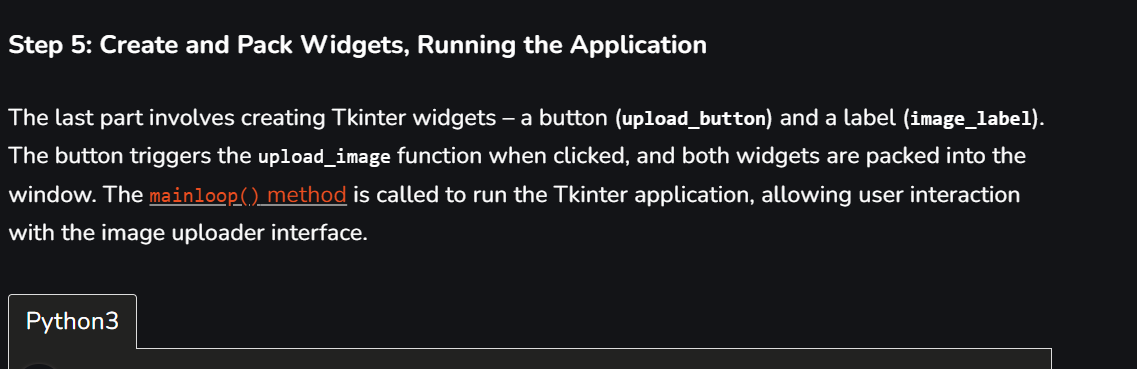 Step 5: Create and Pack Widgets, Running the Application
The last part involves creating Tkinter widgets – a button (upload_button) and a label (image_label).
The button triggers the upload_image function when clicked, and both widgets are packed into the
window. The mainloop() method is called to run the Tkinter application, allowing user interaction
with the image uploader interface.
Python3